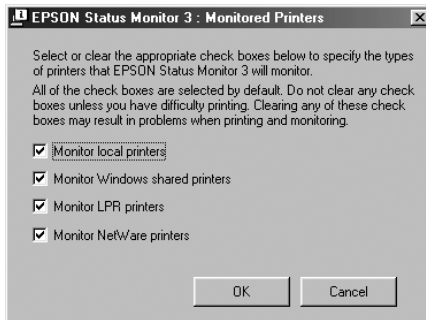 EPSON Status Monitor 3 : Monitored Printers
Select or clear the appropriate check boxes below to specify the types
of printers that EPSON Status Monitor 3 will monitor.
All of the check boxes are selected by default. Do not clear any check
boxes unless you have difficulty printing. Clearing any of these check
boxes may result in problems when printing and monitoring.
Monitor local printers
Monitor Windows shared printers
Monitor LPR printers
Monitor NetWare printers
OK
Cancel